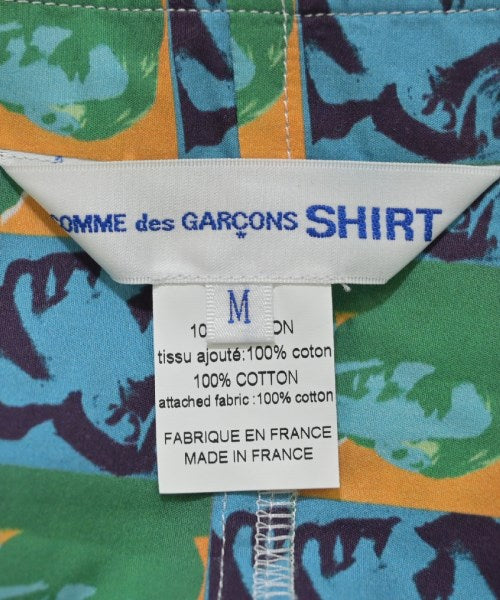 COMME des GARÇONS SHIRT
M
tissu ajouté:100% coton
100% COTTON
attached fabric :100% coton
FABRIQUE EN FRANCE
MADE IN FRANCE